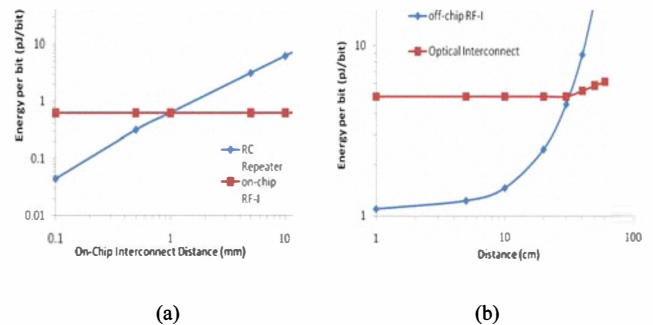 Energy per bit (pJ/bit)
10
1
0.1
0.01
RC
Repeater
on-chip
RF-I
0.1
1
10
On-Chip Interconnect Distance (mm)
(a)
Energy per bit (pJ/bit)
10
1
off-chip RF-I
Optical Interconnect
1
10
100
Distance (cm)
(b)